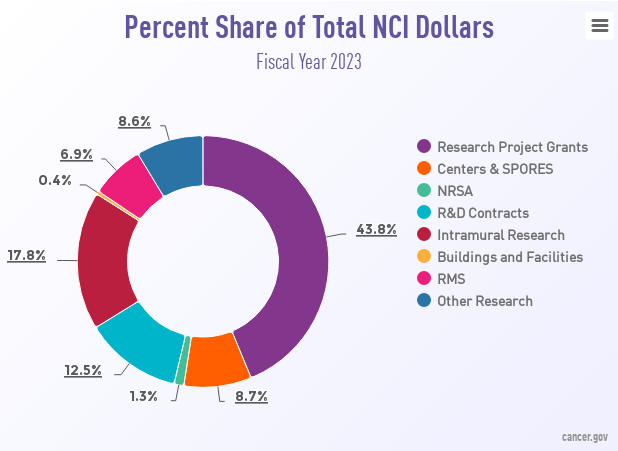 Percent Share of Total NCI Dollars
Fiscal Year 2023
8.6%
6.9%
0.4%
17.8%
12.5%
1.3%
8.7%
43.8%
Research Project Grants
Centers & SPORES
NRSA
R&D Contracts
Intramural Research
Buildings and Facilities
RMS
Other Research
cancer.gov